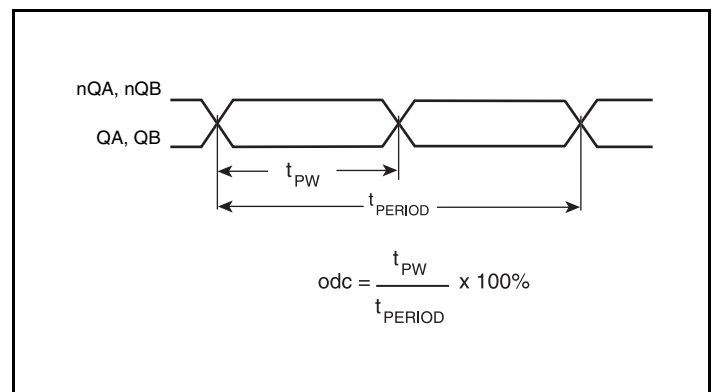 nQA, nQB
QA, QB
tPW
tPERIOD
odc = tPW / tPERIOD x 100%